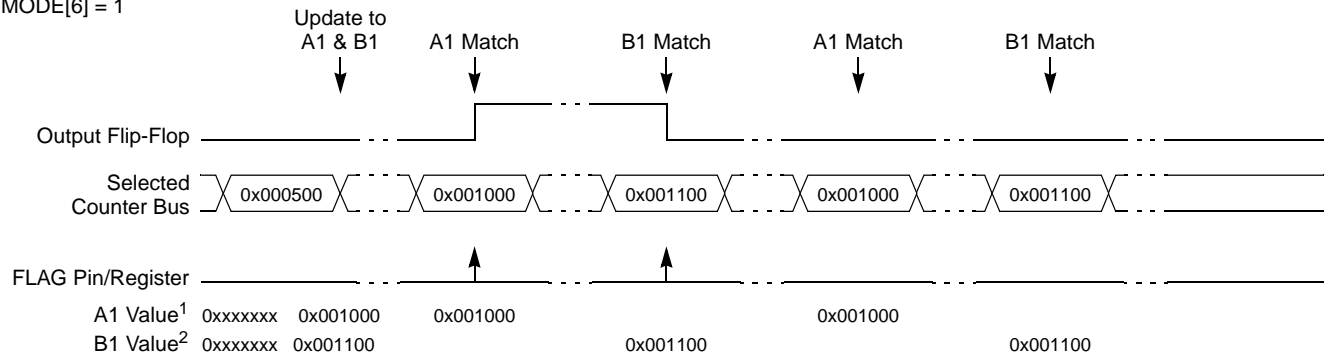 MODE[6] = 1
Update to
A1 & B1
A1 Match
B1 Match
A1 Match
B1 Match
Output Flip-Flop
Selected
Counter Bus
0x000500
0x001000
0x001100
0x001000
0x001100
FLAG Pin/Register
A1 Value1 0xxxxxxx 0x001000 0x001000 0x001000
B1 Value2 0xxxxxxx 0x001100 0x001100 0x001100